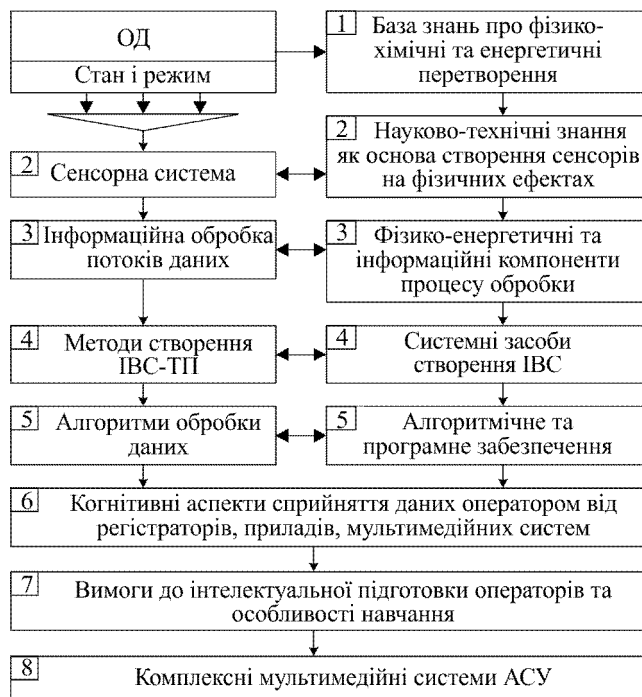 ОД
Стан і режим
1
База знань про фізико-
хімічні та енергетичні
перетворення
2
Сенсорна система
2
Науково-технічні знання
як основа створення сенсорів
на фізичних ефектах
3
Інформаційна обробка
потоків даних
3
Фізико-енергетичні та
інформаційні компоненти
процесу обробки
4
Методи створення
ІВС-ТП
4
Системні засоби
створення ІВС
5
Алгоритми обробки
даних
5
Алгоритмічне та
програмне забезпечення
6
Когнітивні аспекти сприйняття даних оператором від
регістраторів, приладів, мультимедійних систем
7
Вимоги до інтелектуальної підготовки операторів та
особливості навчання
8
Комплексні мультимедійні системи АСУ